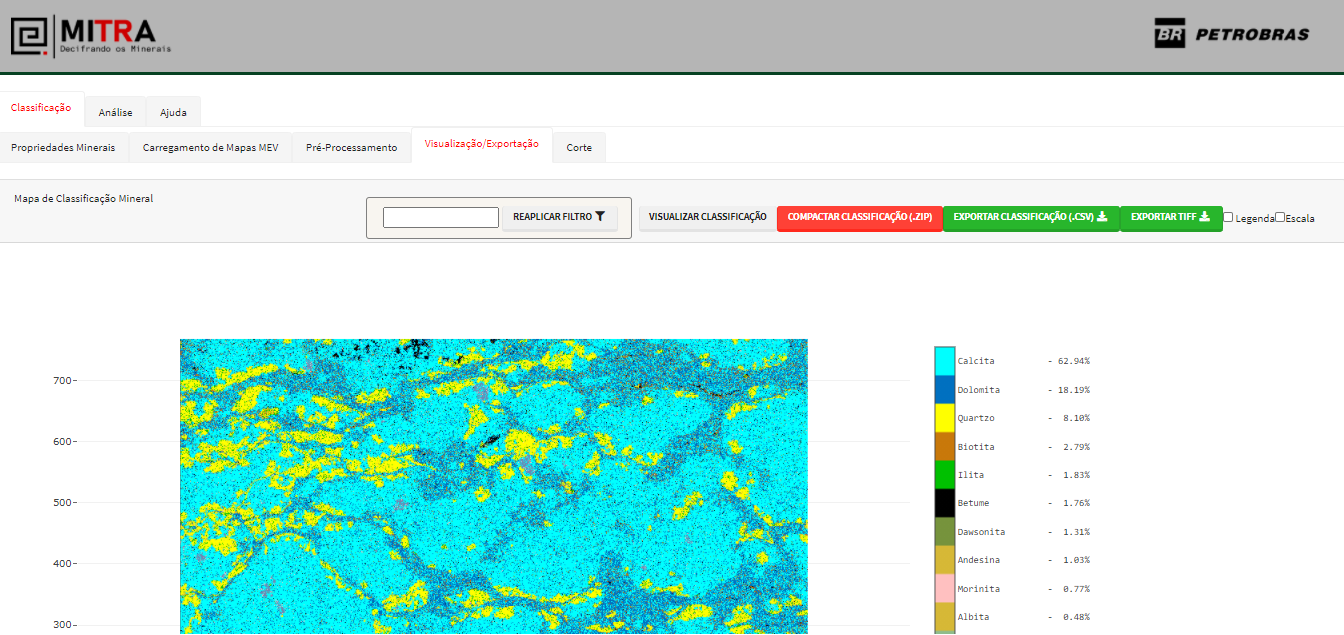 MITRA
Decifrando os Minerais
BR PETROBRAS
Classificação Análise Ajuda
Propriedades Minerais Carregamento de Mapas MEV Pré-Processamento Visualização/Exportação Corte
Mapa de Classificação Mineral
REAPLICAR FILTRO VISUALIZAR CLASSIFICAÇÃO COMPACTAR CLASSIFICAÇÃO (.ZIP) EXPORTAR CLASSIFICAÇÃO (.CSV) EXPORTAR TIFF Legenda Escala
700
600
500
400
300
Calcita - 62.94%
Dolomita - 18.19%
Quartzo - 8.10%
Biotita - 2.79%
Ilita - 1.83%
Betume - 1.76%
Dawsonita - 1.31%
Andesina - 1.03%
Morinita - 0.77%
Albita - 0.48%